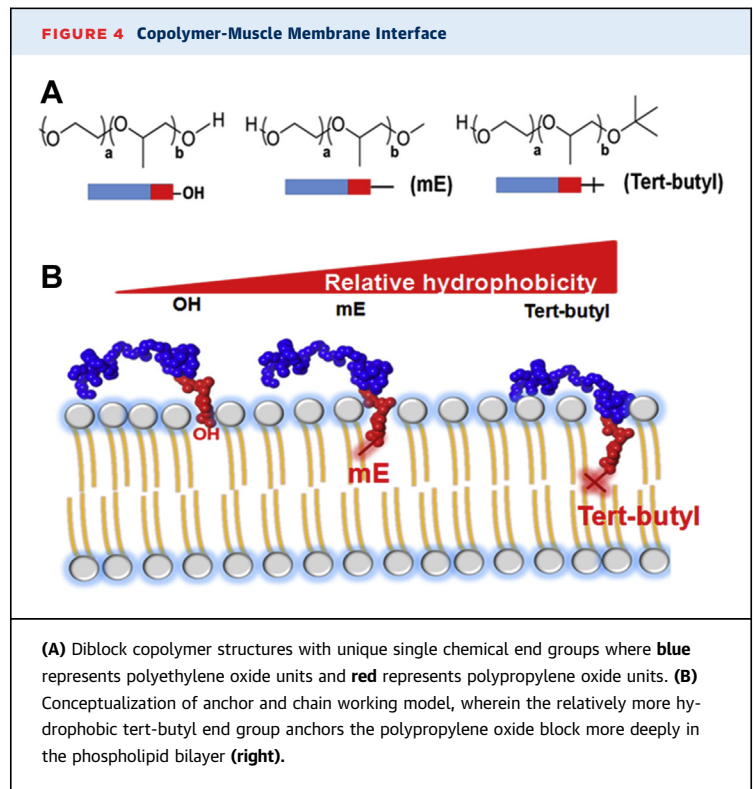 FIGURE 4 Copolymer-Muscle Membrane Interface
A
(O a (O b O H
H (O a (O b O
H (O a (O b O
-OH
(mE)
(Tert-butyl)
B
Relative hydrophobicity
OH
mE
Tert-butyl
OH
mE
Tert-butyl
(A) Diblock copolymer structures with unique single chemical end groups where blue
represents polyethylene oxide units and red represents polypropylene oxide units. (B)
Conceptualization of anchor and chain working model, wherein the relatively more hy-
drophobic tert-butyl end group anchors the polypropylene oxide block more deeply in
the phospholipid bilayer (right).